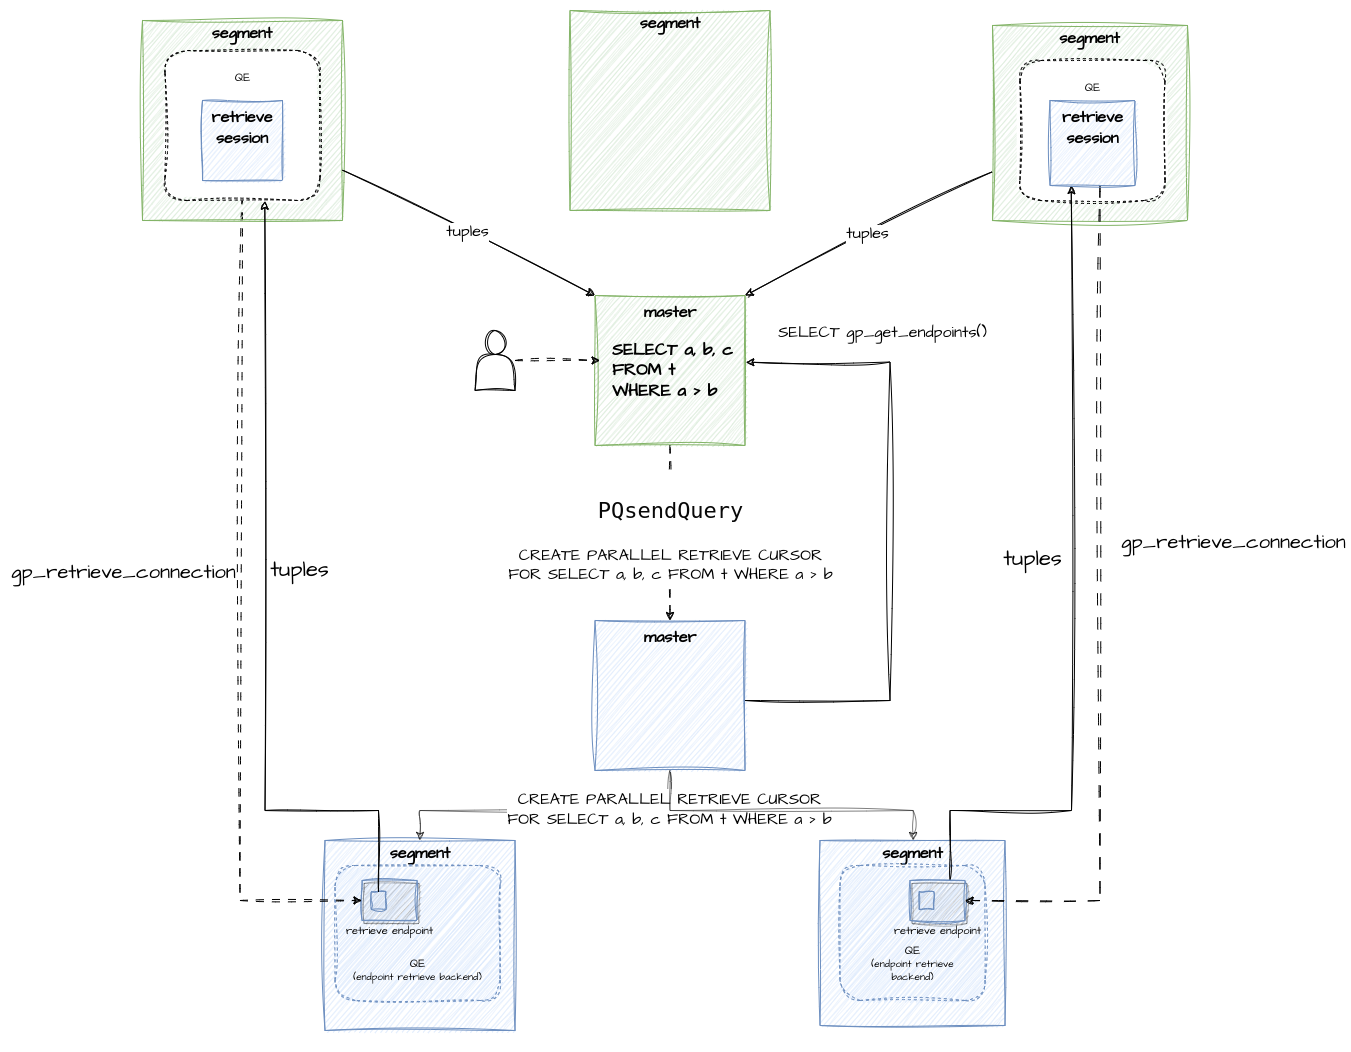 segment
segment
segment
QE
QE
retrieve
session
retrieve
session
tuples
tuples
master
SELECT gp_get_endpoints()
SELECT a, b, c
FROM t
WHERE a > b
PQsendQuery
CREATE PARALLEL RETRIEVE CURSOR
FOR SELECT a, b, c FROM t WHERE a > b
gp_retrieve_connection
tuples
tuples
gp_retrieve_connection
master
CREATE PARALLEL RETRIEVE CURSOR
FOR SELECT a, b, c FROM t WHERE a > b
segment
retrieve endpoint
QE
(endpoint retrieve backend)
segment
retrieve endpoint
QE
(endpoint retrieve
backend)